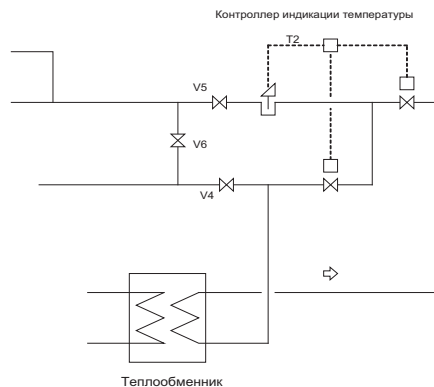 Контроллер индикации температуры
T2
V5
V6
V4
Теплообменник